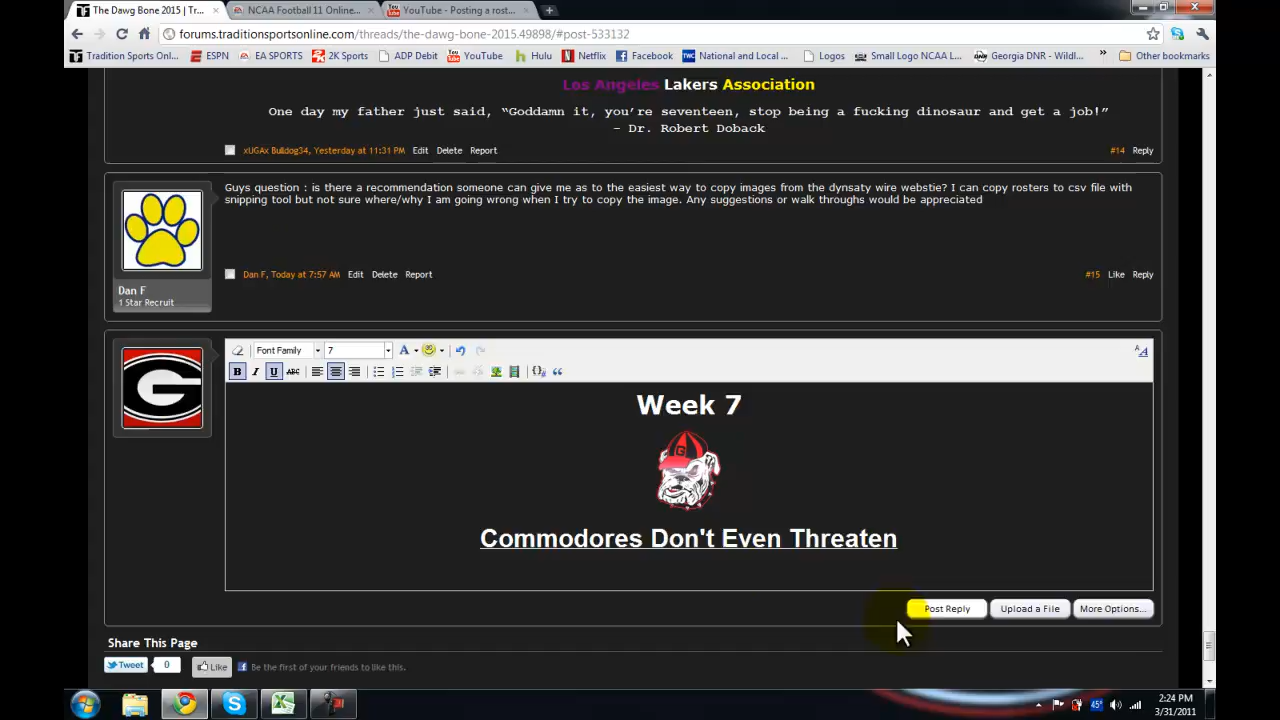 The Dawg Bone 2015 | Tr...
NCAA Football 11 Online...
YouTube - Posting a rost...
forums.traditionsportsonline.com/threads/the-dawg-bone-2015.49898/#post-533132
Tradition Sports Onl...
ESPN
EA SPORTS
2K Sports
ADP Debit
YouTube
Hulu
Netflix
Facebook
National and Local ...
Logos
Small Logo NCAA L...
Georgia DNR - Wildl...
Other bookmarks
Los Angeles Lakers Association
One day my father just said, “Goddamn it, you’re seventeen, stop being a fucking dinosaur and get a job!”
– Dr. Robert Doback
xUGAx Bulldog34, Yesterday at 11:31 PM Edit Delete Report #14 Reply
Guys question : is there a recommendation someone can give me as to the easiest way to copy images from the dynsaty wire webstie? I can copy rosters to csv file with
snipping tool but not sure where/why I am going wrong when I try to copy the image. Any suggestions or walk throughs would be appreciated
Dan F, Today at 7:57 AM Edit Delete Report #15 Like Reply
Dan F
1 Star Recruit
Font Family 7
B I U ABC
Week 7
Commodores Don't Even Threaten
Post Reply Upload a File More Options...
Share This Page
Tweet 0 Like Be the first of your friends to like this.
45°
2:24 PM
3/31/2011